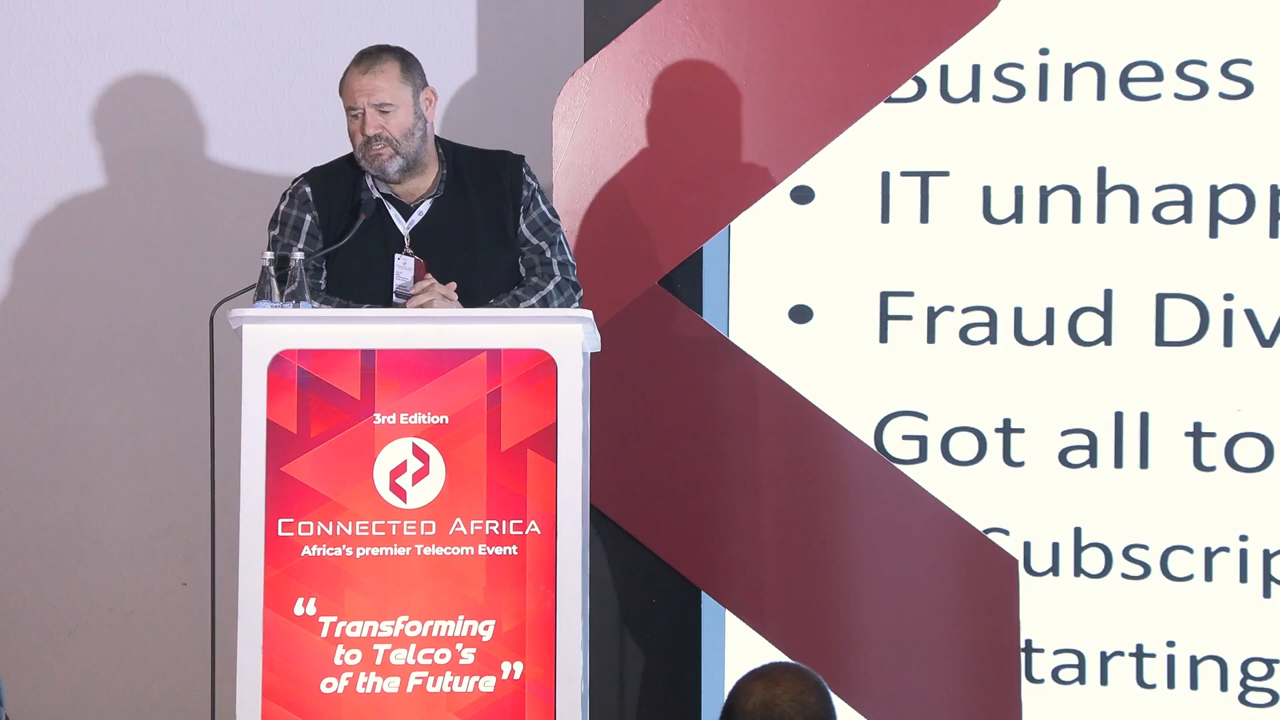 3rd Edition
CONNECTED AFRICA
Africa's premier Telecom Event
“Transforming
to Telco's
of the Future”
Business
• IT unhapp
• Fraud Div
Got all to
Subscrip
tarting